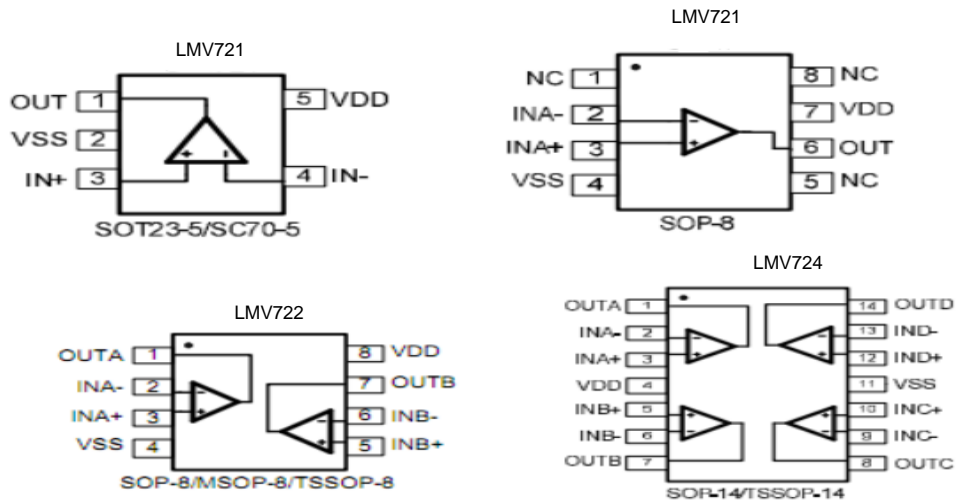 LMV721
OUT 1 5 VDD
VSS 2
IN+ 3 4 IN-
+ -
SOT23-5/SC70-5
LMV721
NC 1 8 NC
INA- 2 7 VDD
INA+ 3 6 OUT
VSS 4 5 NC
- +
SOP-8
LMV722
OUTA 1 8 VDD
INA- 2 7 OUTB
INA+ 3 6 INB-
VSS 4 5 INB+
- + - +
SOP-8/MSOP-8/TSSOP-8
LMV724
OUTA 1 14 OUTD
INA- 2 13 IND-
INA+ 3 12 IND+
VDD 4 11 VSS
INB+ 5 10 INC+
INB- 6 9 INC-
OUTB 7 8 OUTC
SOP-14/TSSOP-14